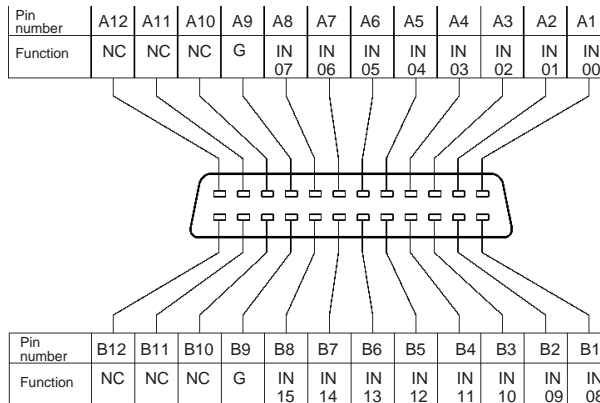 Pin number A12 A11 A10 A9 A8 A7 A6 A5 A4 A3 A2 A1
Function NC NC NC G IN 07 IN 06 IN 05 IN 04 IN 03 IN 02 IN 01 IN 00
Pin number B12 B11 B10 B9 B8 B7 B6 B5 B4 B3 B2 B1
Function NC NC NC G IN 15 IN 14 IN 13 IN 12 IN 11 IN 10 IN 09 IN 08